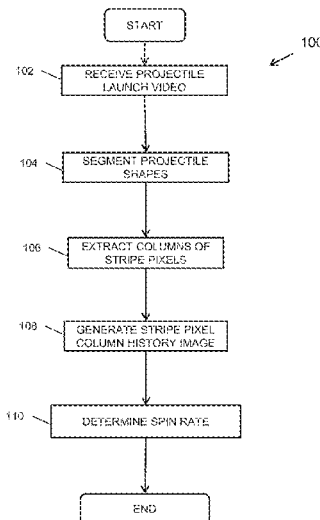 START
100
102
RECEIVE PROJECTILE
LAUNCH VIDEO
104
SEGMENT PROJECTILE
SHAPES
106
EXTRACT COLUMNS OF
STRIPE PIXELS
108
GENERATE STRIPE PIXEL
COLUMN HISTORY IMAGE
110
DETERMINE SPIN RATE
END